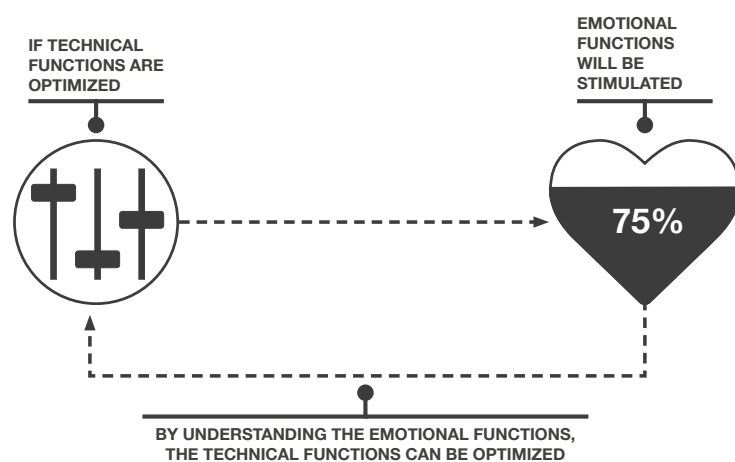 IF TECHNICAL
FUNCTIONS ARE
OPTIMIZED
EMOTIONAL
FUNCTIONS
WILL BE
STIMULATED
75%
BY UNDERSTANDING THE EMOTIONAL FUNCTIONS,
THE TECHNICAL FUNCTIONS CAN BE OPTIMIZED